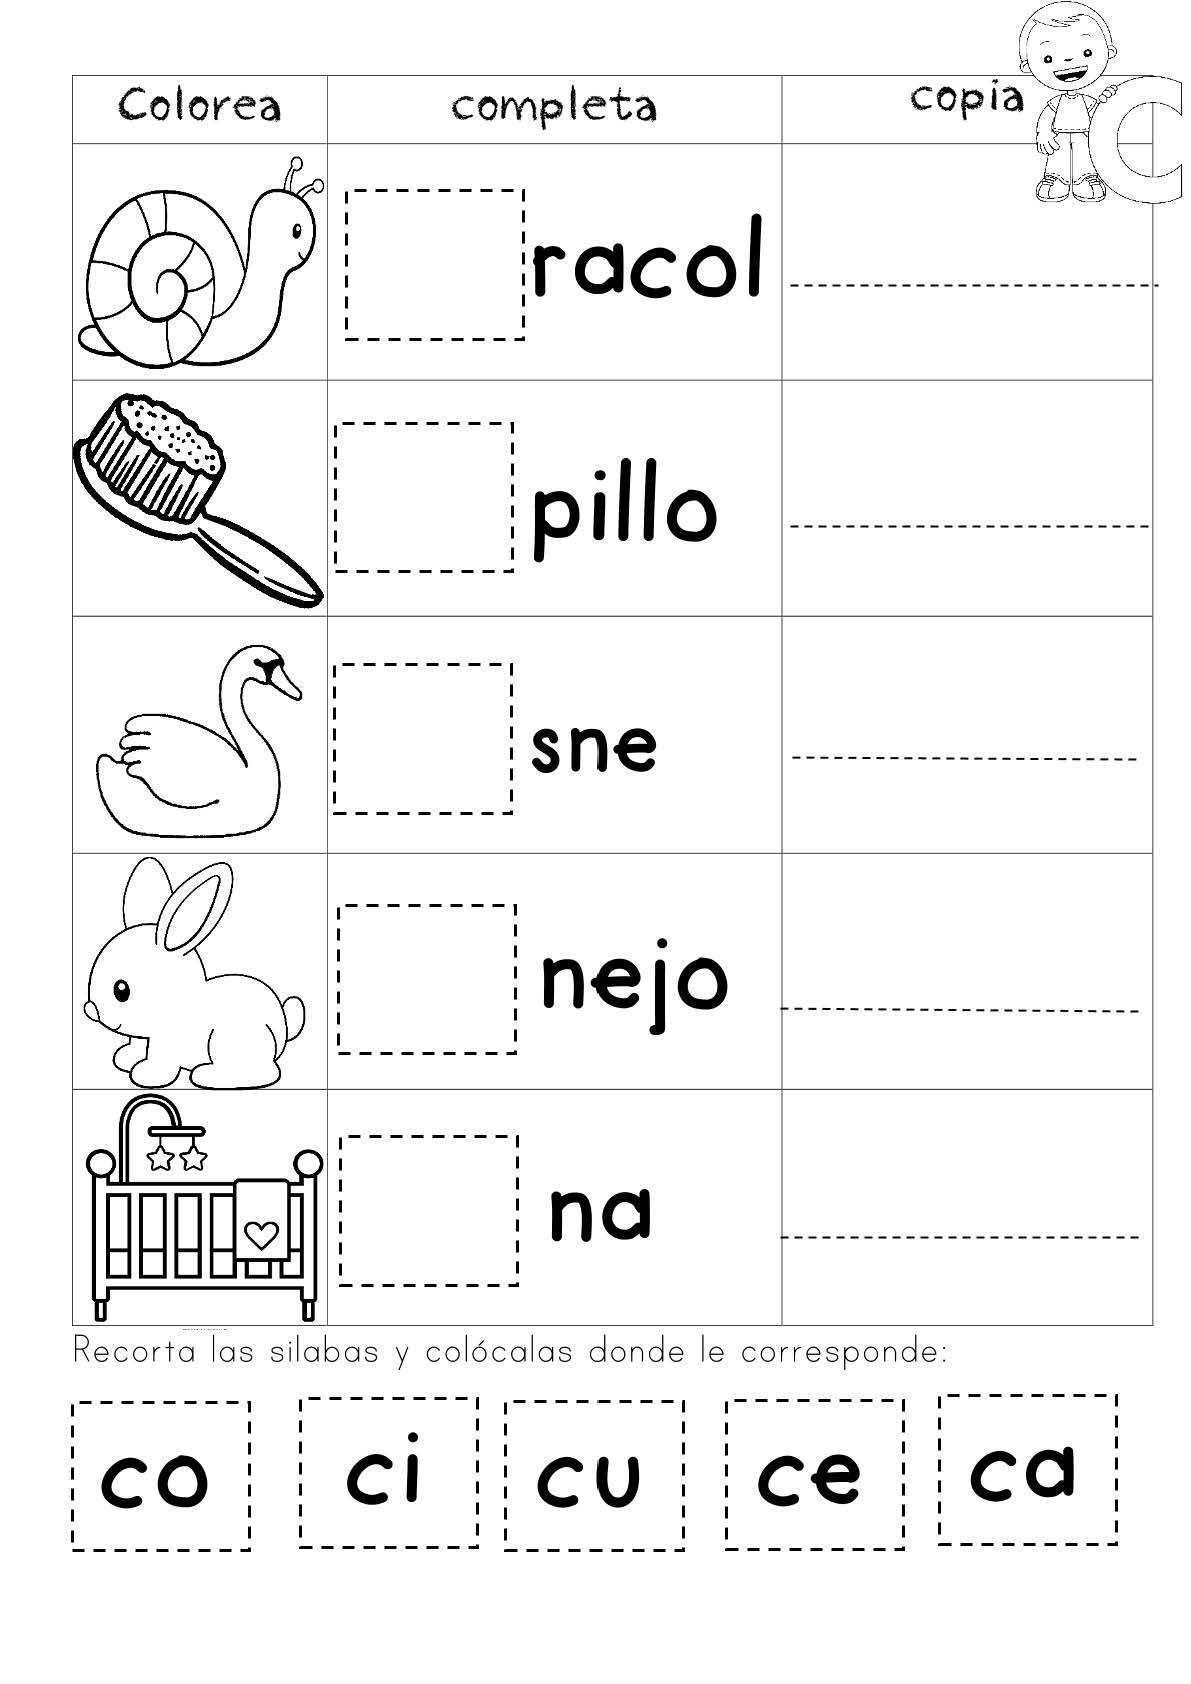 Colorea completa copia
C
racol
pillo
sne
nejo
na
Recorta las silabas y colócalas donde le corresponde:
co ci cu ce ca